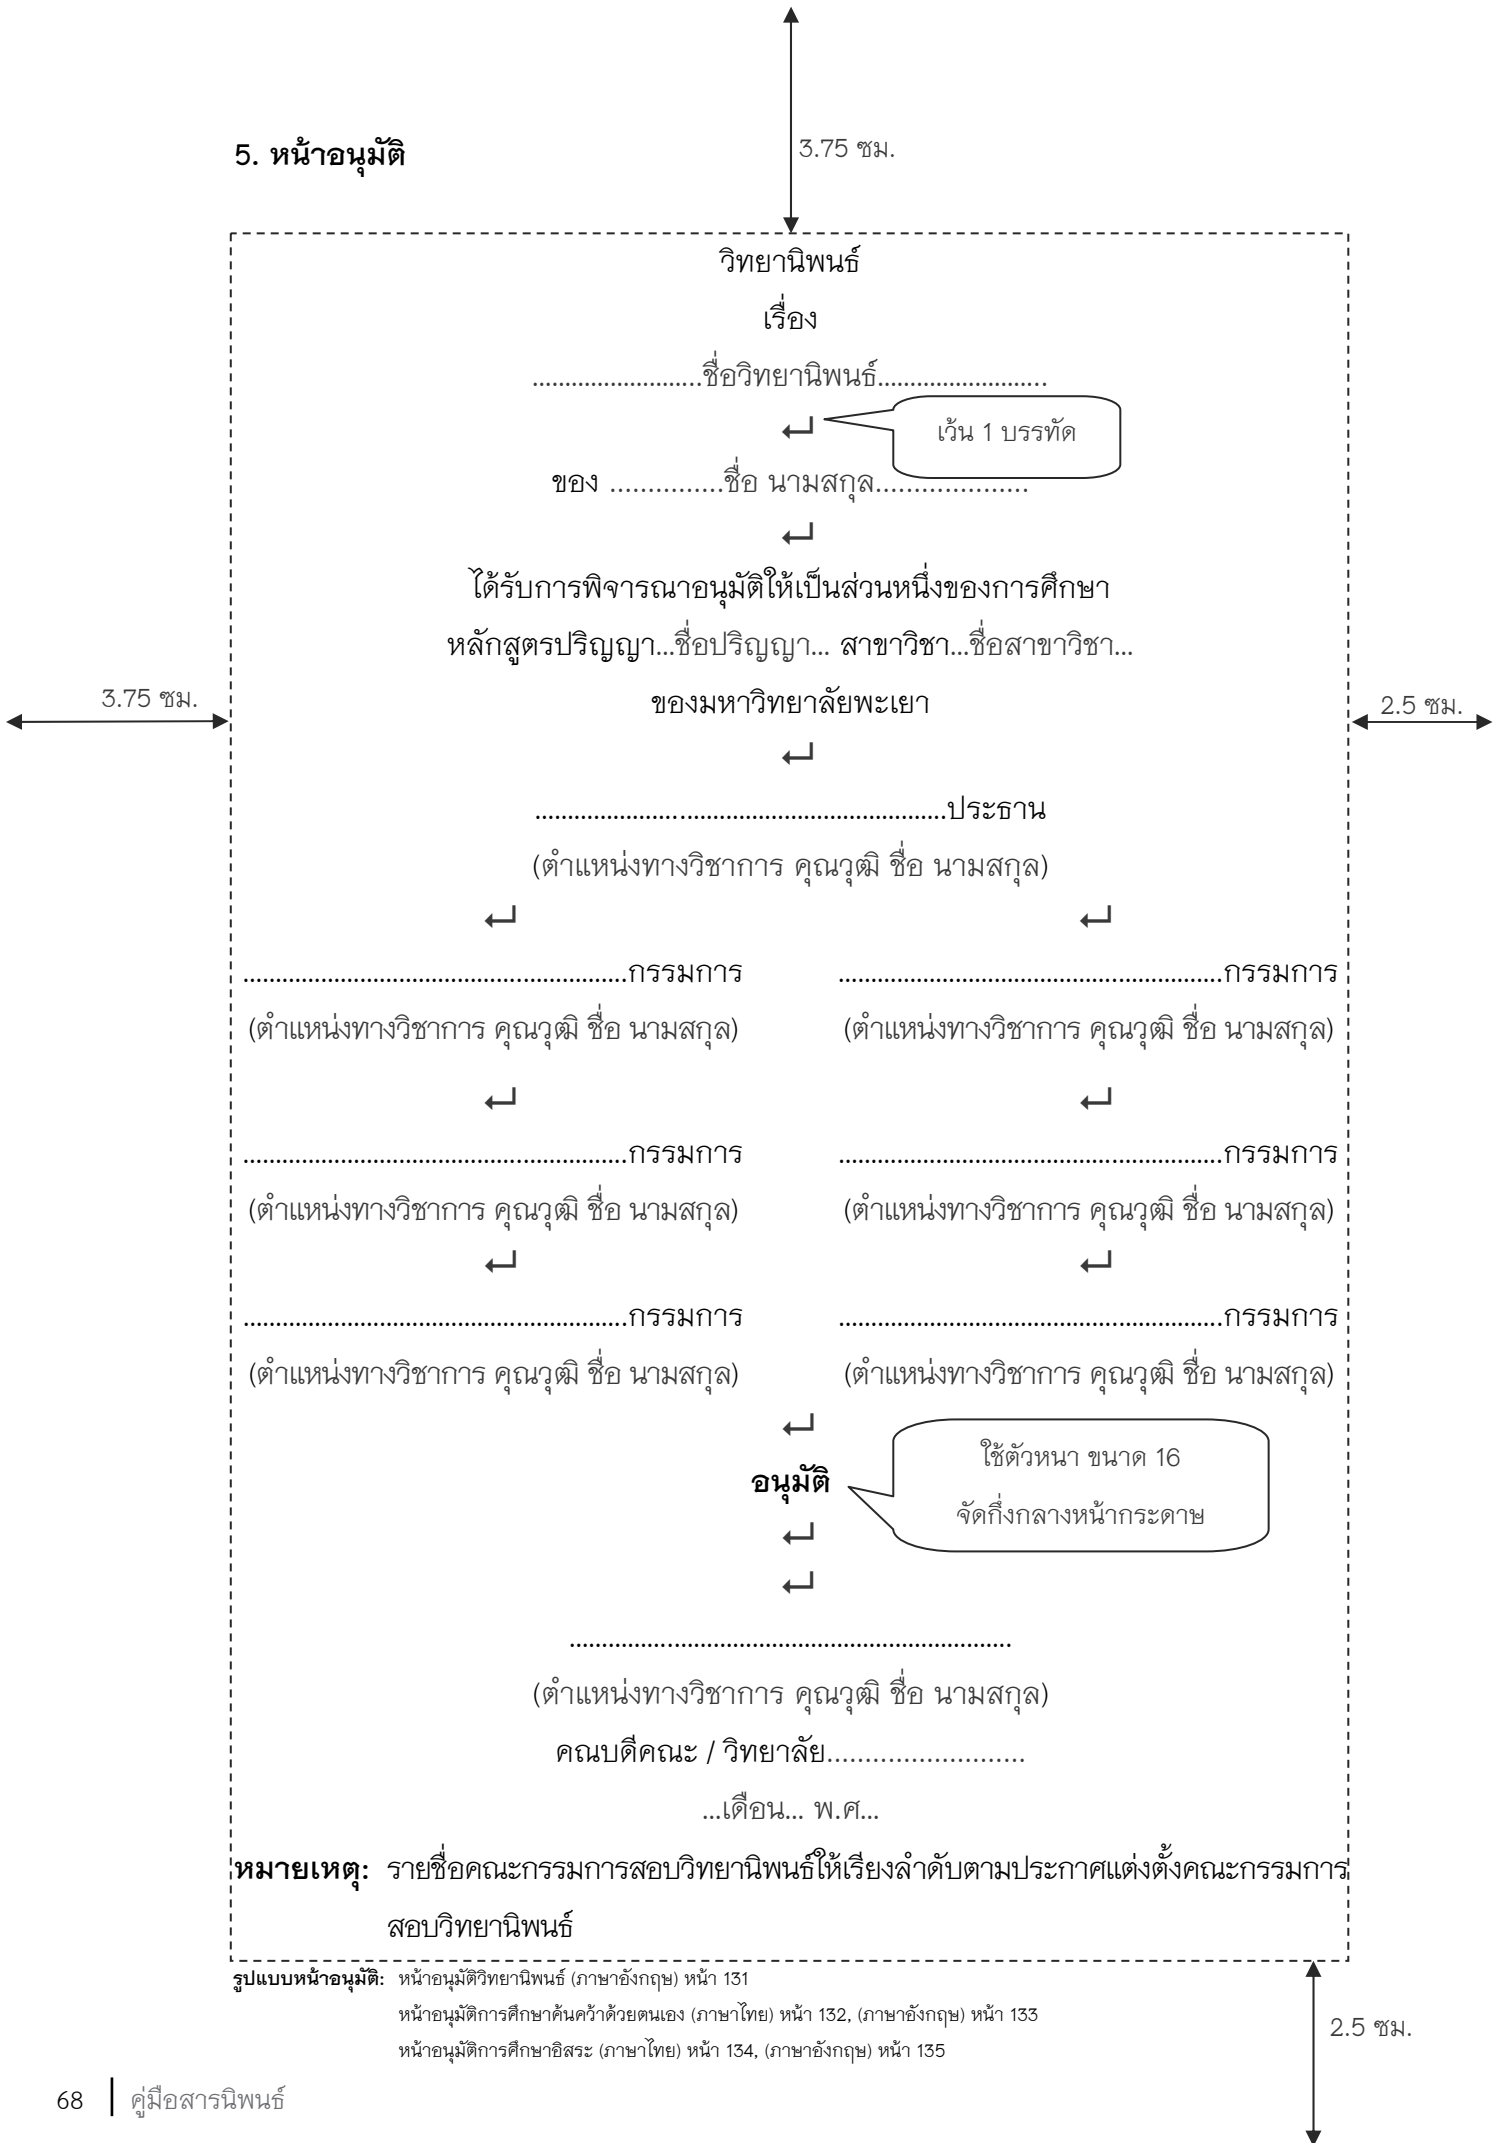 3.75 ซม.
5. หน้าอนุมัติ
วิทยานิพนธ์
เรื่อง
..........................ชื่อวิทยานิพนธ์..........................
เว้น 1 บรรทัด
ของ ...............ชื่อ นามสกุล....................
ได้รับการพิจารณาอนุมัติให้เป็นส่วนหนึ่งของการศึกษา
หลักสูตรปริญญา...ชื่อปริญญา... สาขาวิชา...ชื่อสาขาวิชา...
ของมหาวิทยาลัยพะเยา
3.75 ซม.
2.5 ซม.
...............................................................ประธาน
(ตำแหน่งทางวิชาการ คุณวุฒิ ชื่อ นามสกุล)
...........................................................กรรมการ ...........................................................กรรมการ
(ตำแหน่งทางวิชาการ คุณวุฒิ ชื่อ นามสกุล) (ตำแหน่งทางวิชาการ คุณวุฒิ ชื่อ นามสกุล)
...........................................................กรรมการ ...........................................................กรรมการ
(ตำแหน่งทางวิชาการ คุณวุฒิ ชื่อ นามสกุล) (ตำแหน่งทางวิชาการ คุณวุฒิ ชื่อ นามสกุล)
...........................................................กรรมการ ...........................................................กรรมการ
(ตำแหน่งทางวิชาการ คุณวุฒิ ชื่อ นามสกุล) (ตำแหน่งทางวิชาการ คุณวุฒิ ชื่อ นามสกุล)
อนุมัติ
ใช้ตัวหนา ขนาด 16
จัดกึ่งกลางหน้ากระดาษ
....................................................................
(ตำแหน่งทางวิชาการ คุณวุฒิ ชื่อ นามสกุล)
คณบดีคณะ / วิทยาลัย..........................
...เดือน... พ.ศ...
หมายเหตุ: รายชื่อคณะกรรมการสอบวิทยานิพนธ์ให้เรียงลำดับตามประกาศแต่งตั้งคณะกรรมการ
สอบวิทยานิพนธ์
รูปแบบหน้าอนุมัติ: หน้าอนุมัติวิทยานิพนธ์ (ภาษาอังกฤษ) หน้า 131
หน้าอนุมัติการศึกษาค้นคว้าด้วยตนเอง (ภาษาไทย) หน้า 132, (ภาษาอังกฤษ) หน้า 133
หน้าอนุมัติการศึกษาอิสระ (ภาษาไทย) หน้า 134, (ภาษาอังกฤษ) หน้า 135
2.5 ซม.
68 คู่มือสารนิพนธ์